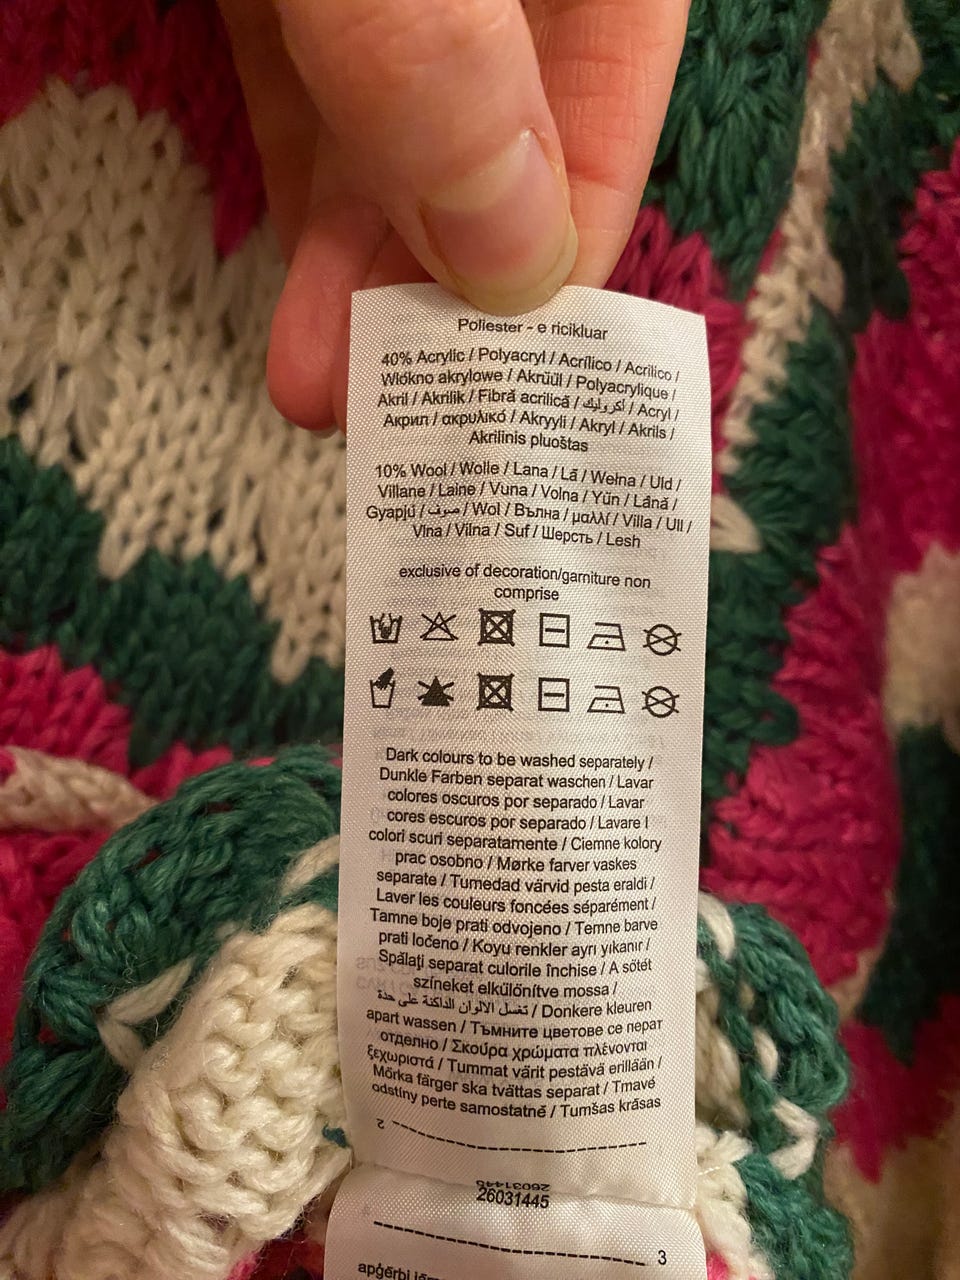 Poliester - e ricikluar
40% Acrylic / Polyacryl / Acrílico / Acrilico /
Włókno akrylowe / Akrüül / Polyacrylique /
Akril / Akrilik / Fibră acrilică / أكروليك / Acryl /
Акрил / ακρυλικό / Akryyli / Akryl / Akrils /
Akrilinis pluoštas
10% Wool / Wolle / Lana / Lã / Wełna / Uld /
Villane / Laine / Vuna / Volna / Yün / Lână /
Gyapjú / صوف / Wol / Вълна / μαλλί / Villa / Ull /
Vlna / Vilna / Suf / Шерсть / Lesh
exclusive of decoration/garniture non
comprise
Dark colours to be washed separately /
Dunkle Farben separat waschen / Lavar
colores oscuros por separado / Lavar
cores escuros por separado / Lavare I
colori scuri separatamente / Ciemne kolory
prac osobno / Mørke farver vaskes
separate / Tumedad värvid pesta eraldi /
Laver les couleurs foncées séparément /
Tamne boje prati odvojeno / Temne barve
prati ločeno / Koyu renkler ayrı yıkanır /
Spălaţi separat culorile închise / A sötét
színeket elkülönítve mossa /
تغسل الالوان الداكنة على حدة / Donkere kleuren
apart wassen / Тъмните цветове се перат
отделно / Σκούρα χρώματα πλένονται
ξεχωριστά / Tummat värit pestävä erillään /
Mörka färger ska tvättas separat / Tmavé
odstíny perte samostatně / Tumšas krāsas
2
26031445
26031445
3
apģērbi